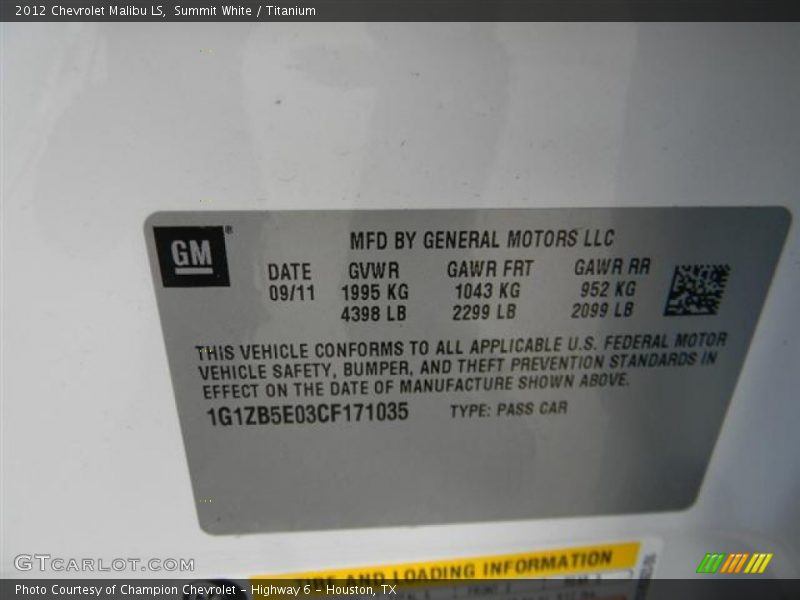 2012 Chevrolet Malibu LS, Summit White / Titanium
GM®
MFD BY GENERAL MOTORS LLC
DATE GVWR GAWR FRT GAWR RR
09/11 1995 KG 1043 KG 952 KG
4398 LB 2299 LB 2099 LB
THIS VEHICLE CONFORMS TO ALL APPLICABLE U.S. FEDERAL MOTOR
VEHICLE SAFETY, BUMPER, AND THEFT PREVENTION STANDARDS IN
EFFECT ON THE DATE OF MANUFACTURE SHOWN ABOVE.
1G1ZB5E03CF171035 TYPE: PASS CAR
GTCARLOT.COM
TIRE AND LOADING INFORMATION
Photo Courtesy of Champion Chevrolet - Highway 6 - Houston, TX